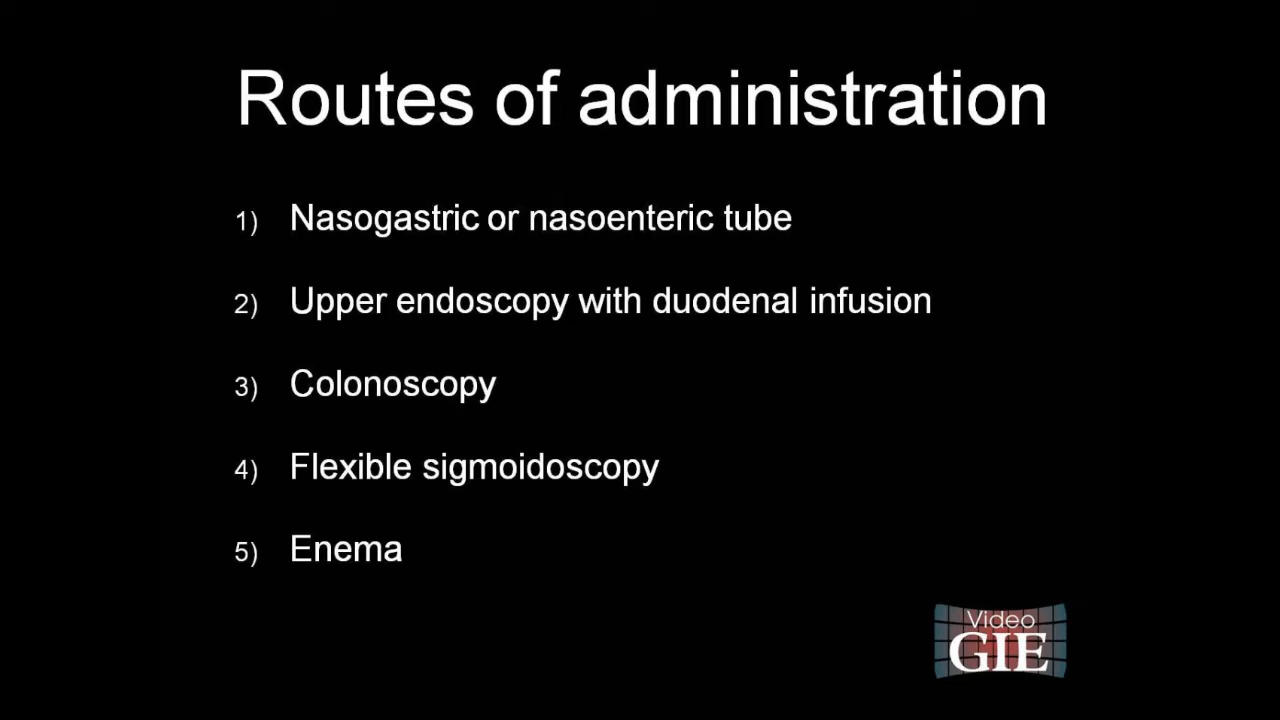 Routes of administration
1) Nasogastric or nasoenteric tube
2) Upper endoscopy with duodenal infusion
3) Colonoscopy
4) Flexible sigmoidoscopy
5) Enema
Video
GIE